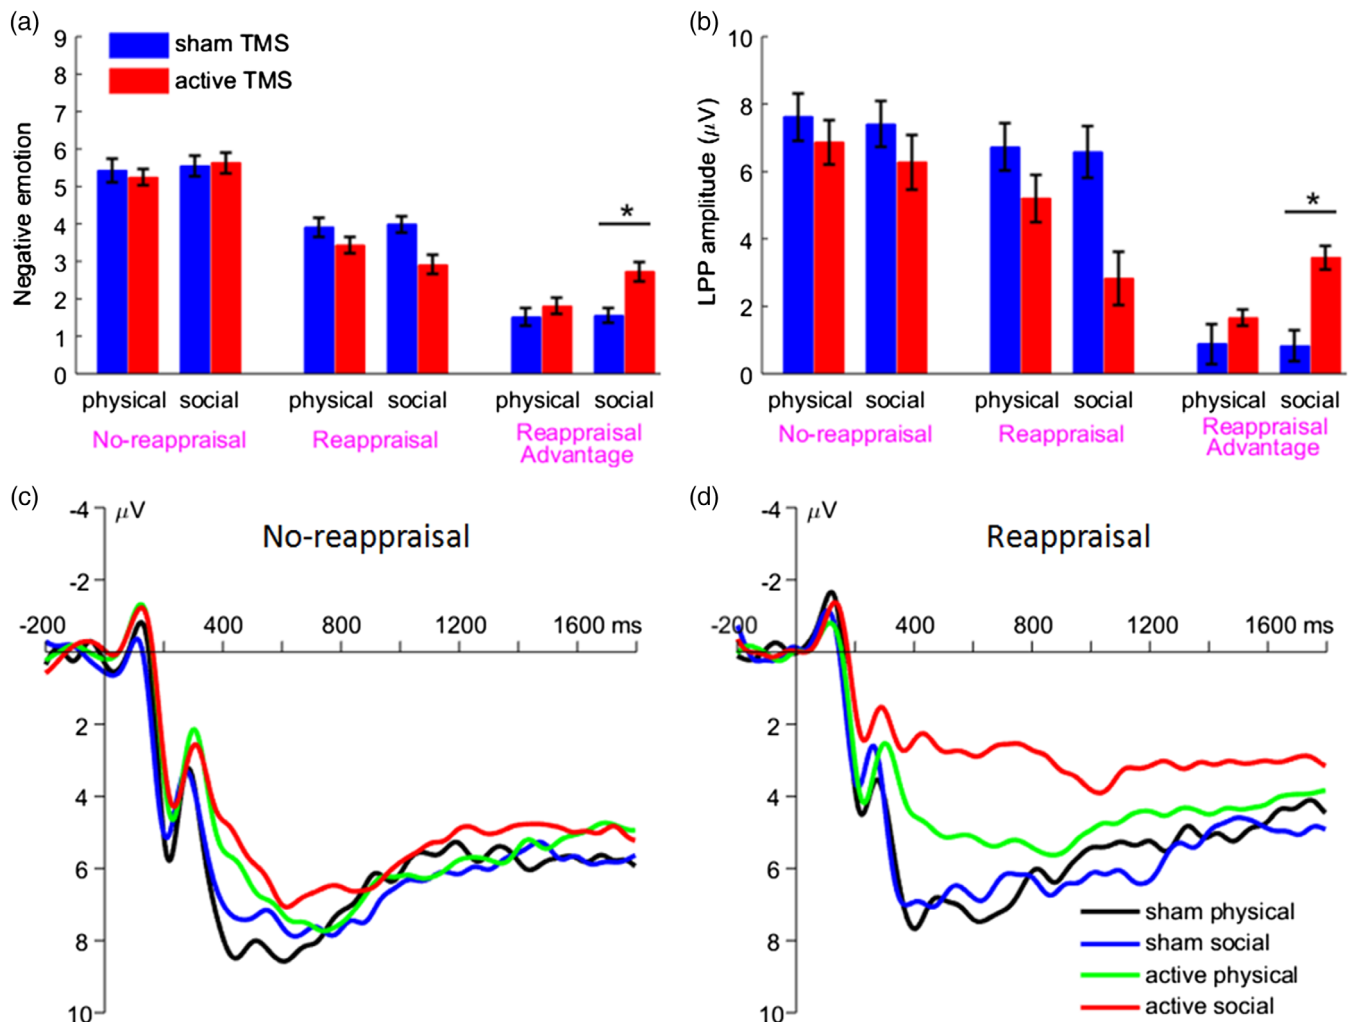 (a)
9
8
7
6
5
4
3
2
1
0
Negative emotion
sham TMS
active TMS
*
physical social
physical social
physical social
No-reappraisal
Reappraisal
Reappraisal
Advantage
(b)
10
8
6
4
2
0
LPP amplitude (μV)
*
physical social
physical social
physical social
No-reappraisal
Reappraisal
Reappraisal
Advantage
(c)
-4
μV
No-reappraisal
-2
-200 400 800 1200 1600 ms
2
4
6
8
10
(d)
-4
μV
Reappraisal
-2
-200 400 800 1200 1600 ms
2
4
6
8
10
sham physical
sham social
active physical
active social